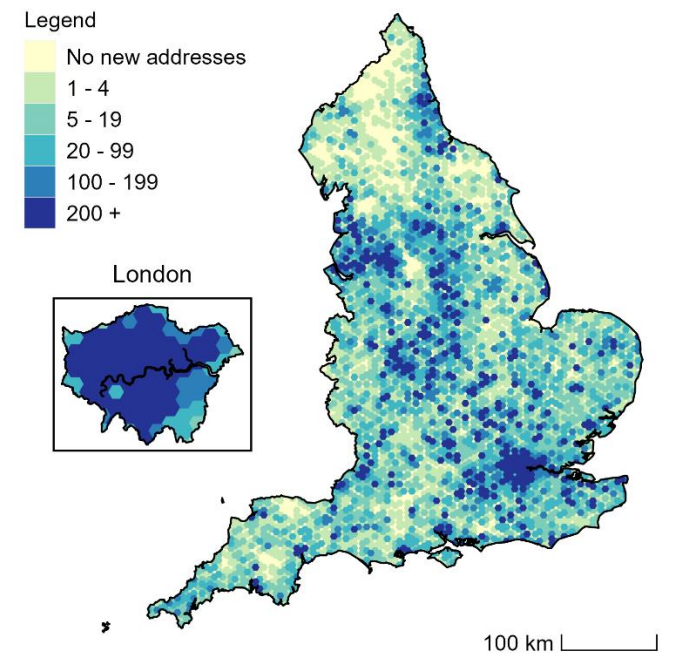 Legend
No new addresses
1 - 4
5 - 19
20 - 99
100 - 199
200 +
London
100 km